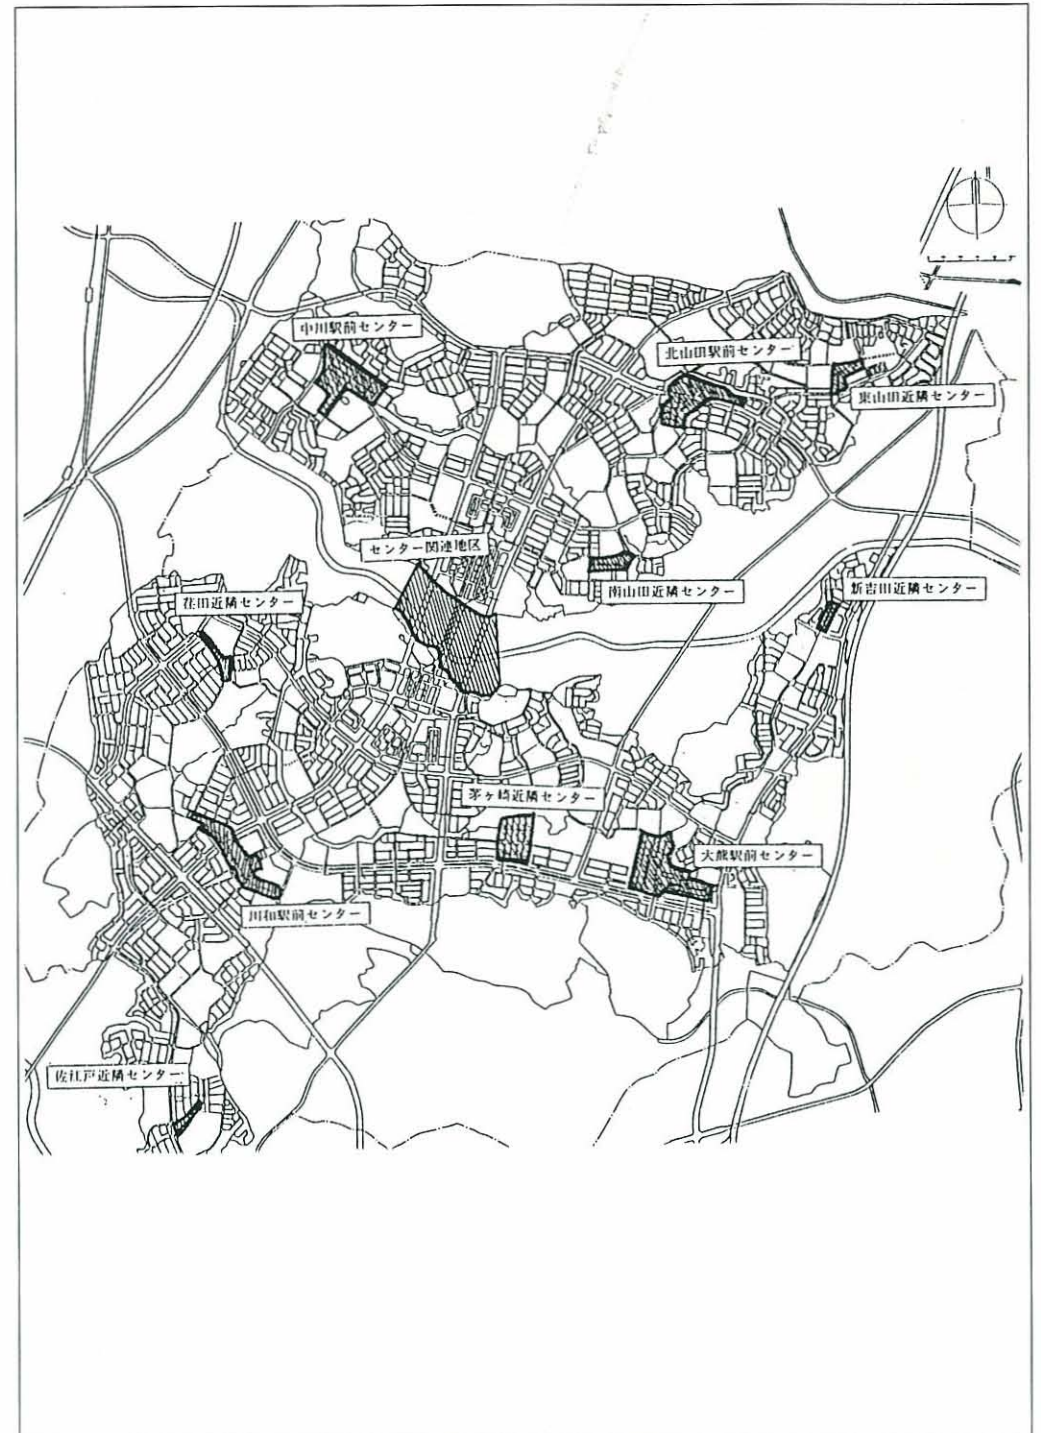 中川駅前センター
北山田駅前センター
東山田近隣センター
センター関連地区
南山田近隣センター
新吉田近隣センター
荏田近隣センター
茅ヶ崎近隣センター
大熊駅前センター
川和駅前センター
佐江戸近隣センター